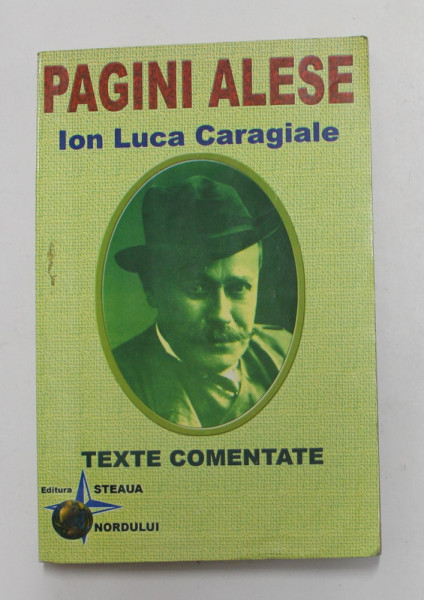 PAGINI ALESE
Ion Luca Caragiale
TEXTE COMENTATE
Editura STEAUA
NORDULUI